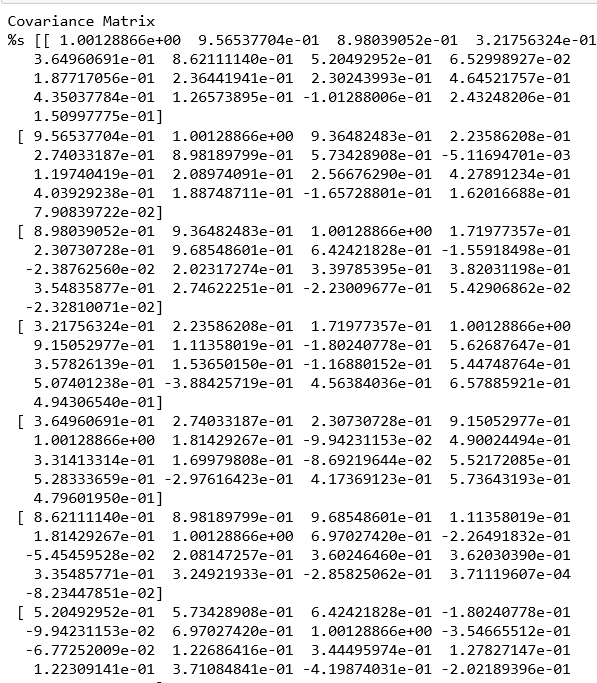 Covariance Matrix
%s [[ 1.00128866e+00 9.56537704e-01 8.98039052e-01 3.21756324e-01
3.64960691e-01 8.62111140e-01 5.20492952e-01 6.52998927e-02
1.87717056e-01 2.36441941e-01 2.30243993e-01 4.64521757e-01
4.35037784e-01 1.26573895e-01 -1.01288006e-01 2.43248206e-01
1.50997775e-01]
[ 9.56537704e-01 1.00128866e+00 9.36482483e-01 2.23586208e-01
2.74033187e-01 8.98189799e-01 5.73428908e-01 -5.11694701e-03
1.19740419e-01 2.08974091e-01 2.56676290e-01 4.27891234e-01
4.03929238e-01 1.88748711e-01 -1.65728801e-01 1.62016688e-01
7.90839722e-02]
[ 8.98039052e-01 9.36482483e-01 1.00128866e+00 1.71977357e-01
2.30730728e-01 9.68548601e-01 6.42421828e-01 -1.55918498e-01
-2.38762560e-02 2.02317274e-01 3.39785395e-01 3.82031198e-01
3.54835877e-01 2.74622251e-01 -2.23009677e-01 5.42906862e-02
-2.32810071e-02]
[ 3.21756324e-01 2.23586208e-01 1.71977357e-01 1.00128866e+00
9.15052977e-01 1.11358019e-01 -1.80240778e-01 5.62687647e-01
3.57826139e-01 1.53650150e-01 -1.16880152e-01 5.44748764e-01
5.07401238e-01 -3.88425719e-01 4.56384036e-01 6.57885921e-01
4.94306540e-01]
[ 3.64960691e-01 2.74033187e-01 2.30730728e-01 9.15052977e-01
1.00128866e+00 1.81429267e-01 -9.94231153e-02 4.90024494e-01
3.31413314e-01 1.69979808e-01 -8.69219644e-02 5.52172085e-01
5.28333659e-01 -2.97616423e-01 4.17369123e-01 5.73643193e-01
4.79601950e-01]
[ 8.62111140e-01 8.98189799e-01 9.68548601e-01 1.11358019e-01
1.81429267e-01 1.00128866e+00 6.97027420e-01 -2.26491832e-01
-5.45459528e-02 2.08147257e-01 3.60246460e-01 3.62030390e-01
3.35485771e-01 3.24921933e-01 -2.85825062e-01 3.71119607e-04
-8.23447851e-02]
[ 5.20492952e-01 5.73428908e-01 6.42421828e-01 -1.80240778e-01
-9.94231153e-02 6.97027420e-01 1.00128866e+00 -3.54665512e-01
-6.77252009e-02 1.22686416e-01 3.44495974e-01 1.27827147e-01
1.22309141e-01 3.71084841e-01 -4.19874031e-01 -2.02189396e-01